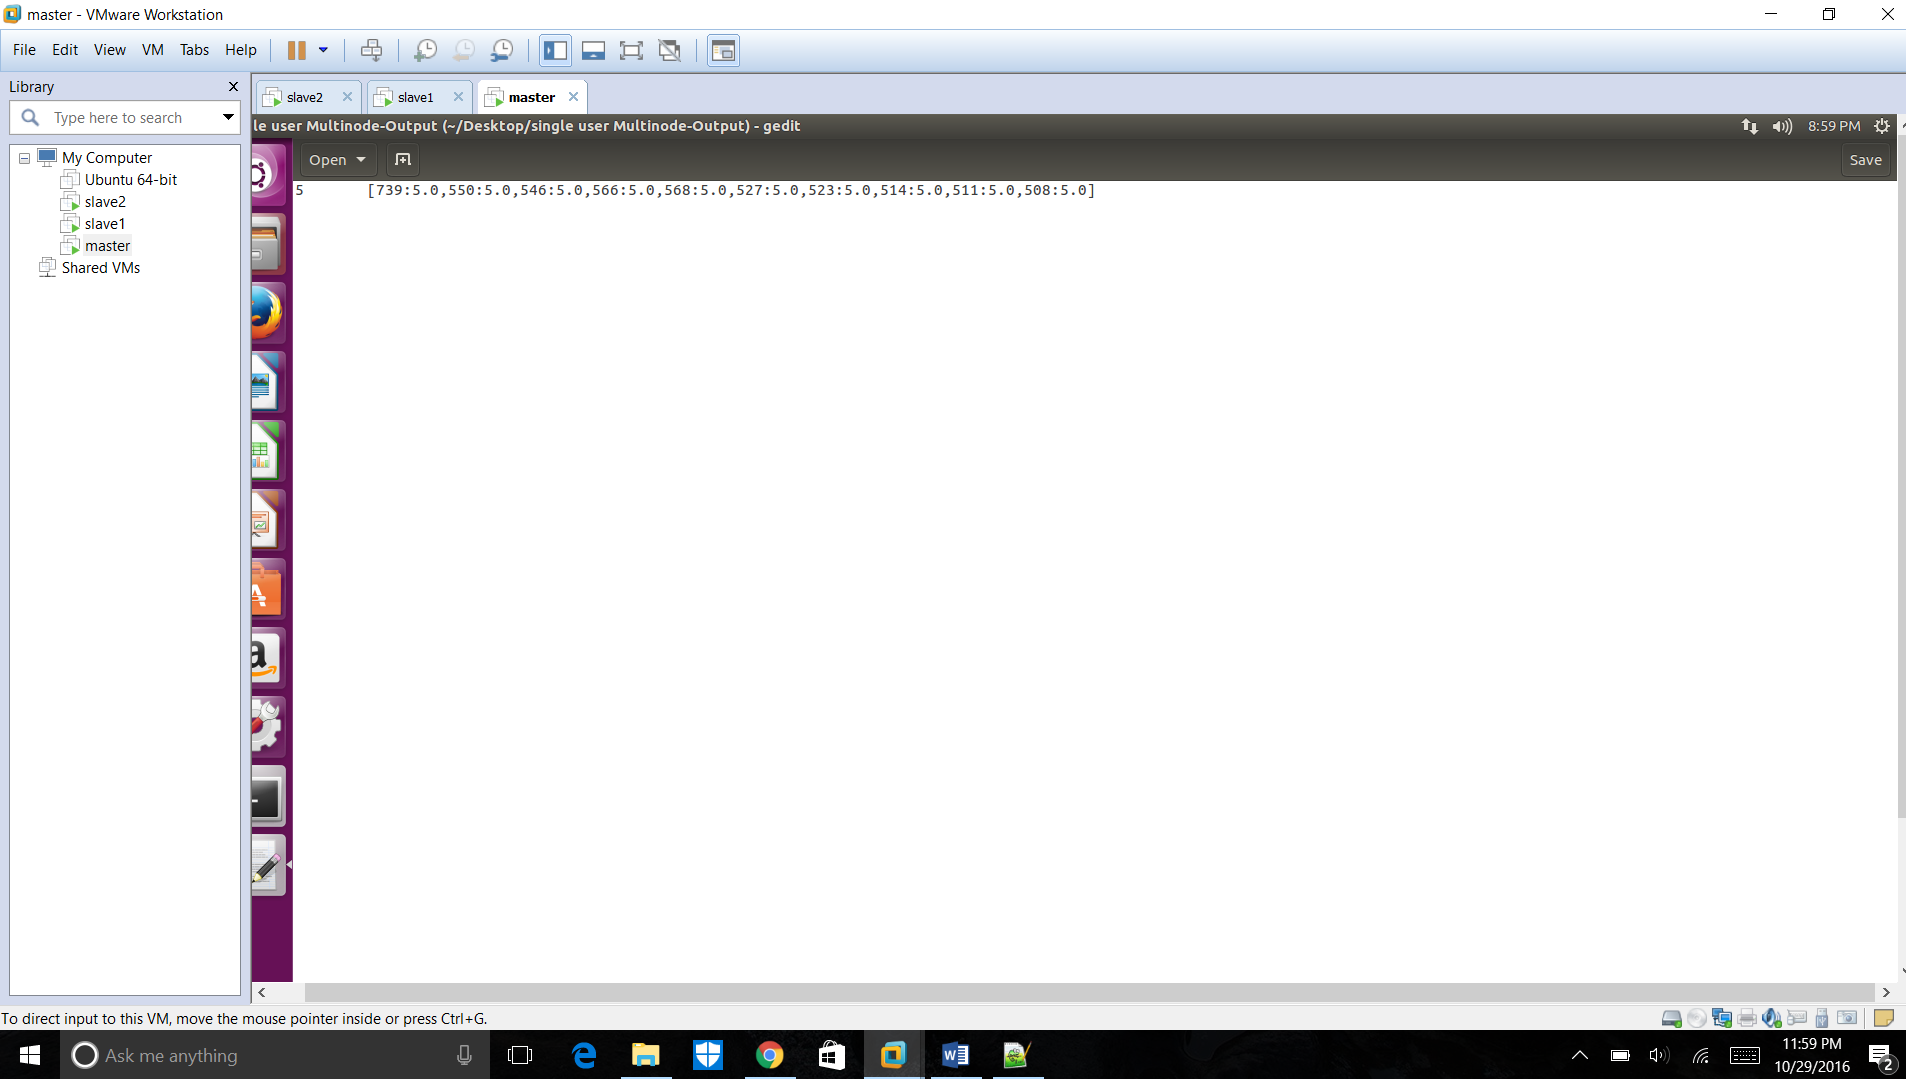 master - VMware Workstation
File Edit View VM Tabs Help
Library
Type here to search
My Computer
Ubuntu 64-bit
slave2
slave1
master
Shared VMs
slave2 slave1 master
le user Multinode-Output (~/Desktop/single user Multinode-Output) - gedit
8:59 PM
Open
Save
5 [739:5.0,550:5.0,546:5.0,566:5.0,568:5.0,527:5.0,523:5.0,514:5.0,511:5.0,508:5.0]
To direct input to this VM, move the mouse pointer inside or press Ctrl+G.
Ask me anything
11:59 PM
10/29/2016
2